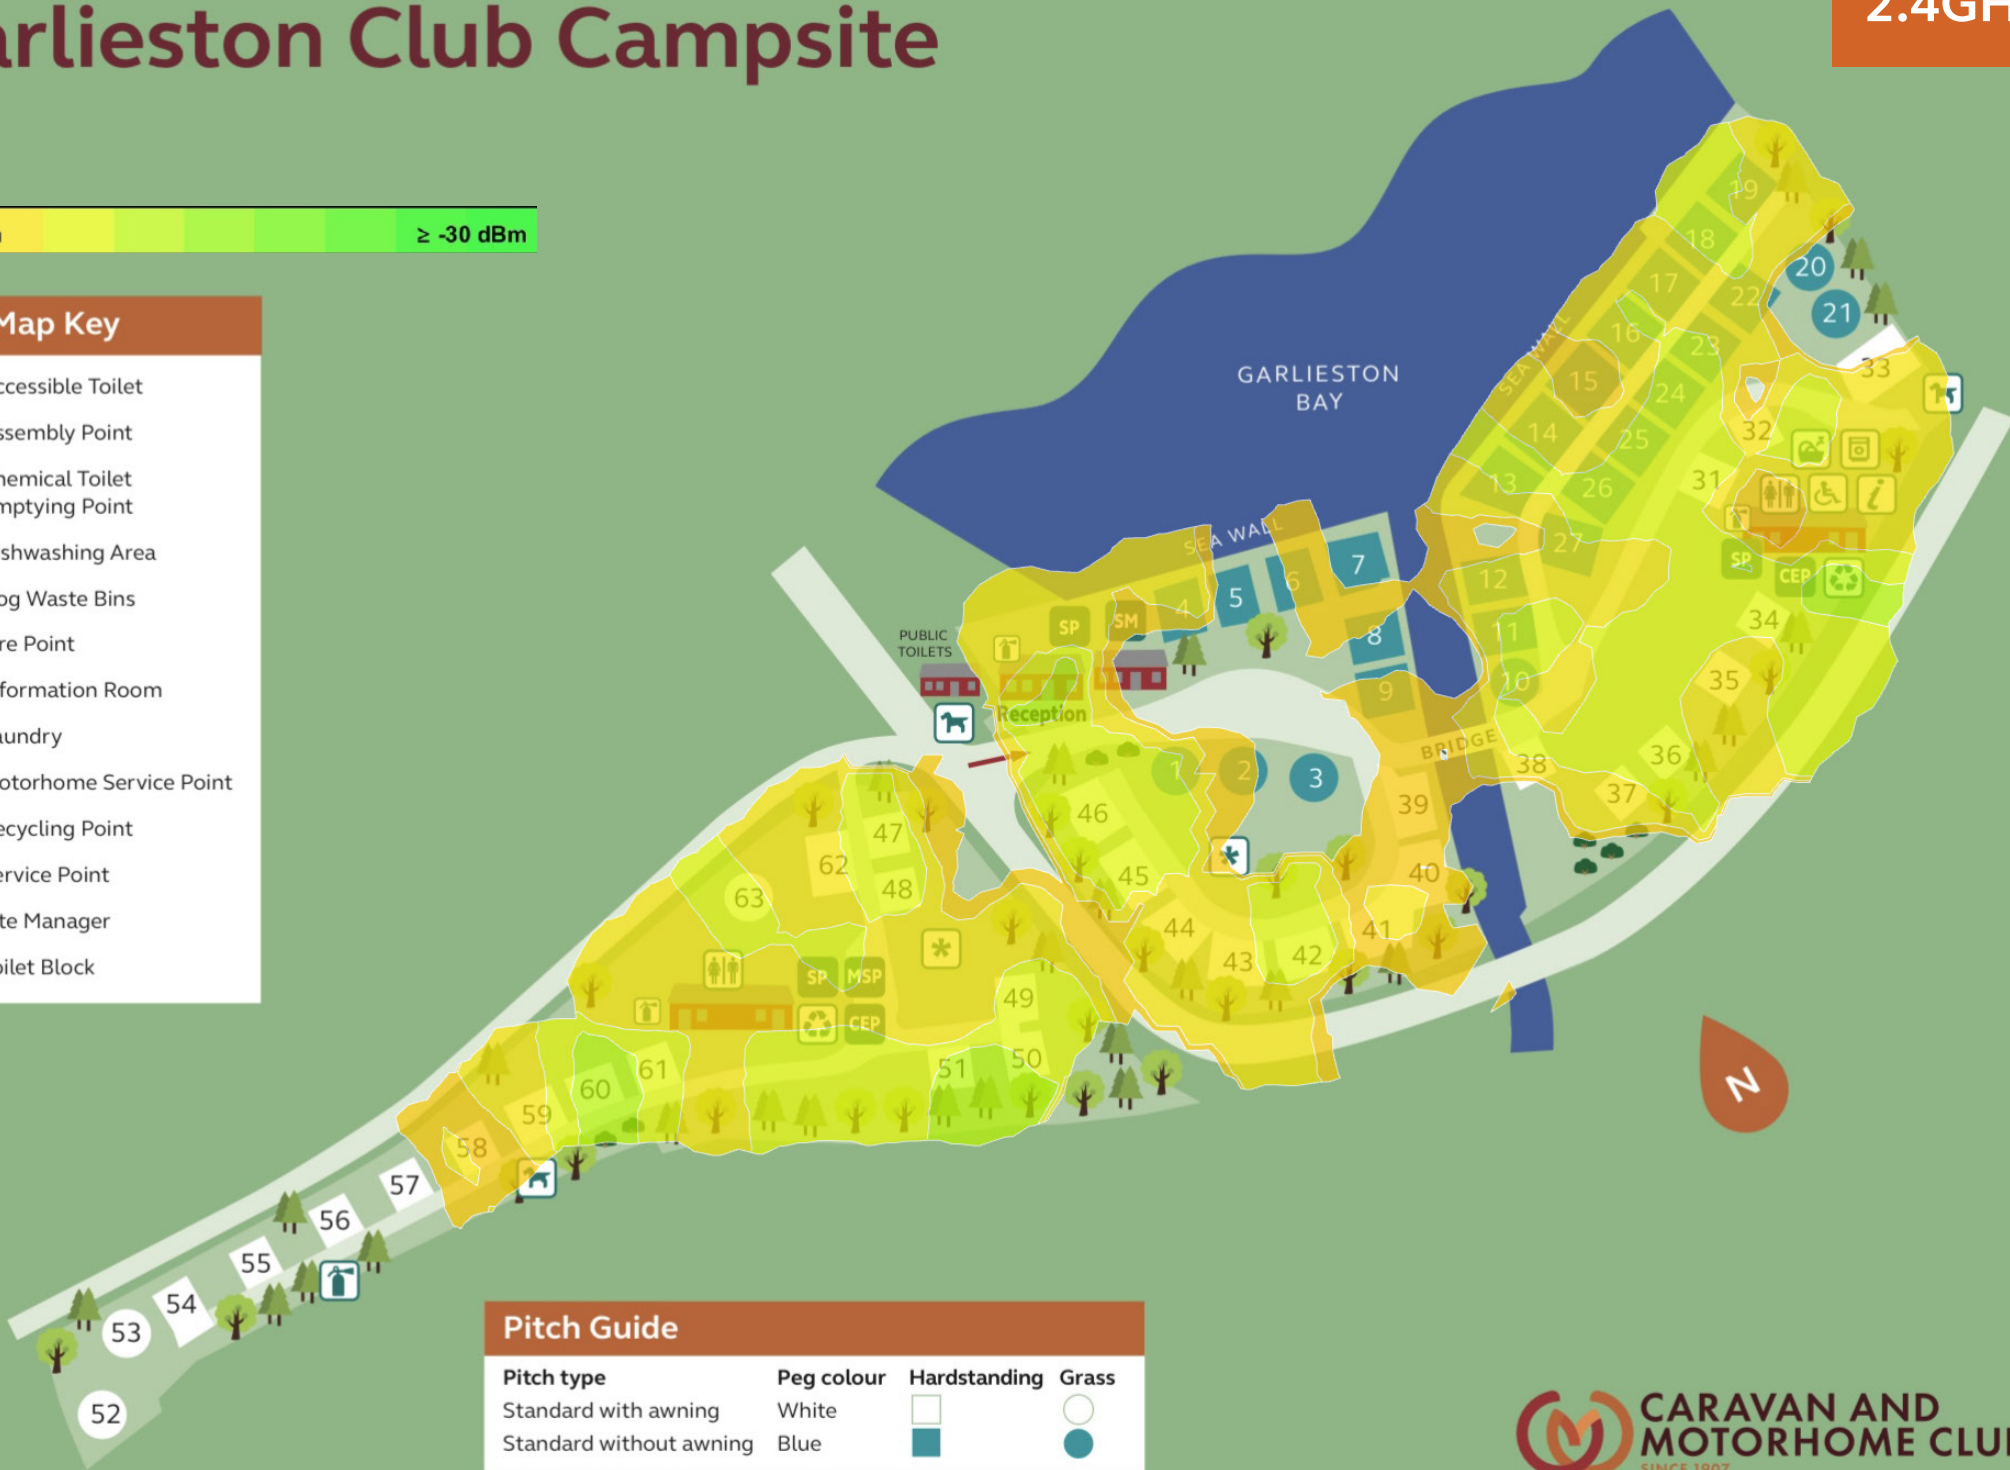 arlieston Club Campsite
2.4GH
≥ -30 dBm
Map Key
ccessible Toilet
ssembly Point
hemical Toilet
mptying Point
shwashing Area
og Waste Bins
re Point
formation Room
aundry
otorhome Service Point
ecycling Point
ervice Point
te Manager
oilet Block
GARLIESTON
BAY
SEA WALL
SEA WALL
PUBLIC
TOILETS
Reception
BRIDGE
SP
SM
SP
CEP
SP
MSP
CEP
1
2
3
4
5
6
7
8
9
10
11
12
13
14
15
16
17
18
19
20
21
22
23
24
25
26
27
31
32
33
34
35
36
37
38
39
40
41
42
43
44
45
46
47
48
49
50
51
52
53
54
55
56
57
58
59
60
61
62
63
N
Pitch Guide
Pitch type Peg colour Hardstanding Grass
Standard with awning White
Standard without awning Blue
CARAVAN AND
MOTORHOME CLU
SINCE 1907